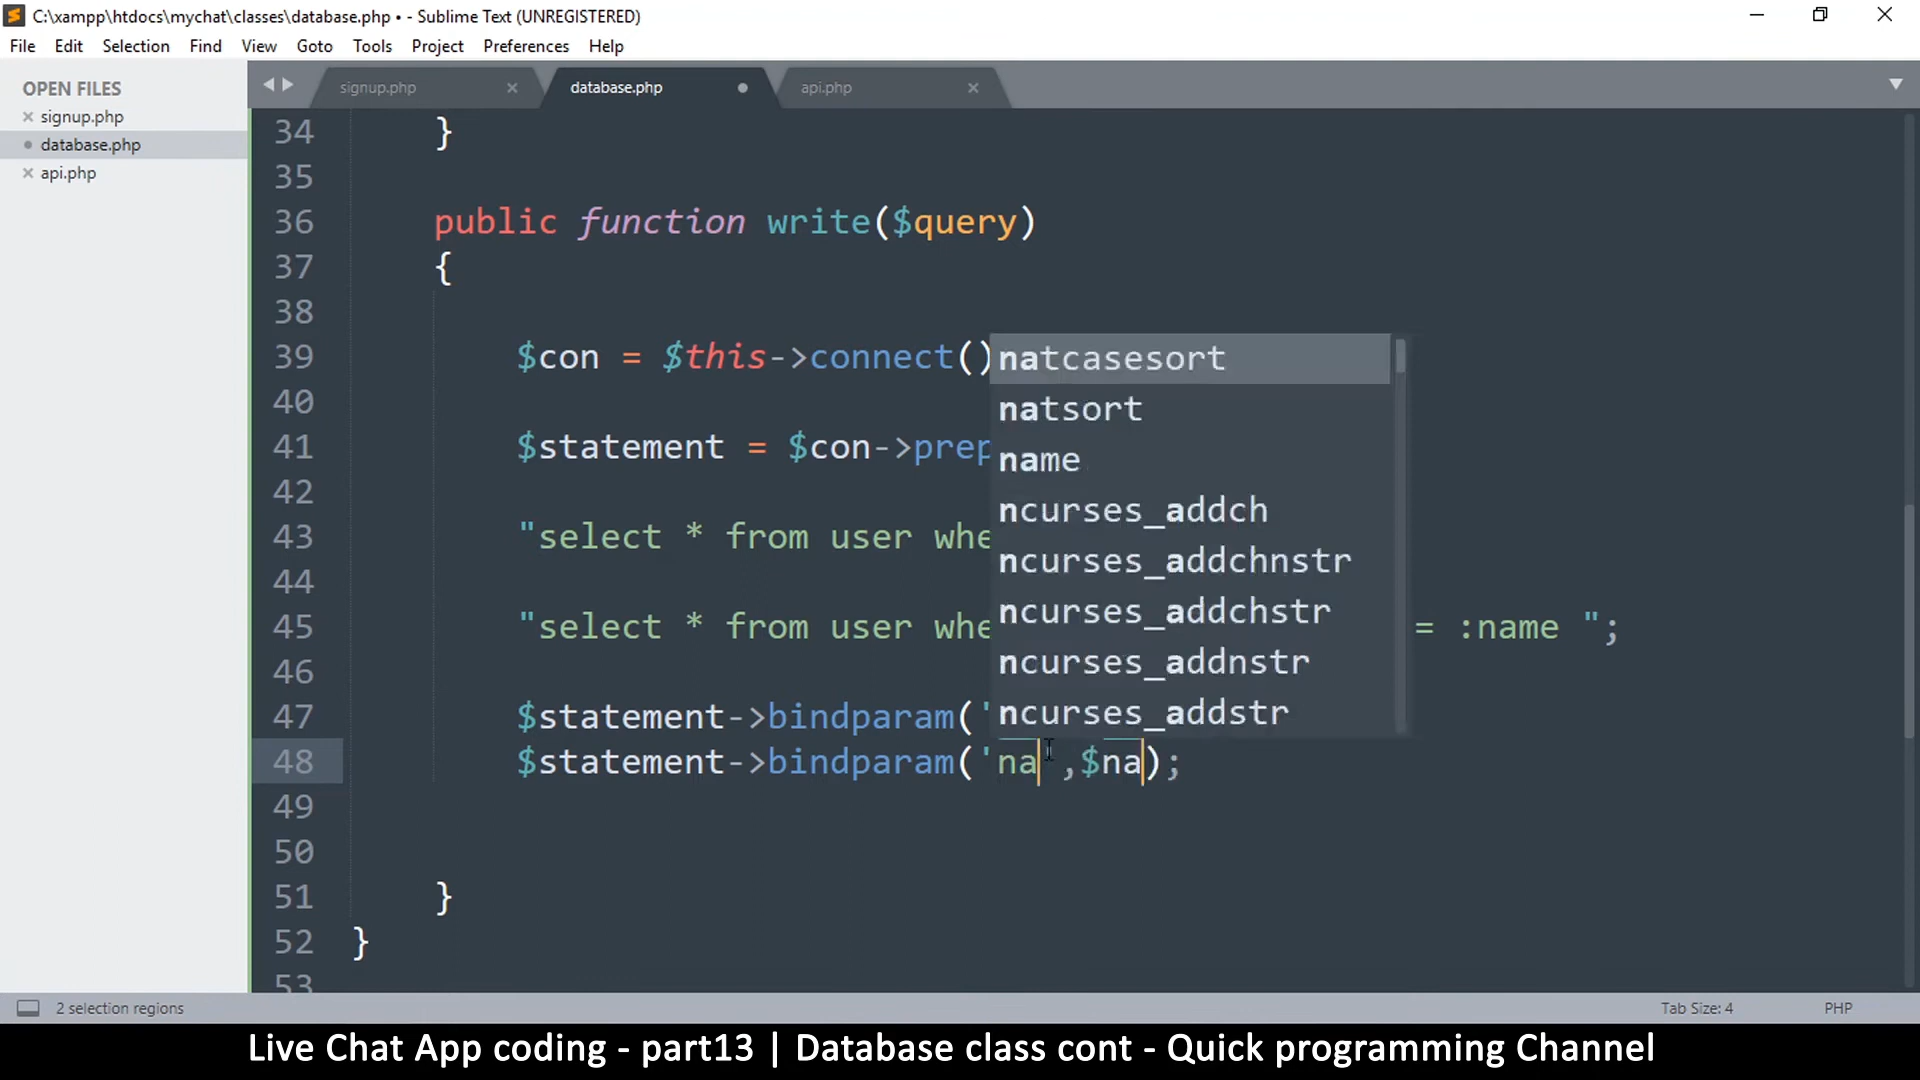 C:\xampp\htdocs\mychat\classes\database.php • - Sublime Text (UNREGISTERED)
File Edit Selection Find View Goto Tools Project Preferences Help
OPEN FILES
signup.php
database.php
api.php
signup.php database.php api.php
34 }
35
36 public function write($query)
37 {
38
39 $con = $this->connect()
40
41 $statement = $con->prep
42
43 "select * from user whe
44
45 "select * from user whe = :name ";
46
47 $statement->bindparam('
48 $statement->bindparam('na',$na);
49
50
51 }
52 }
53
natcasesort
natsort
name
ncurses_addch
ncurses_addchnstr
ncurses_addchstr
ncurses_addnstr
ncurses_addstr
2 selection regions Tab Size: 4 PHP
Live Chat App coding - part13 | Database class cont - Quick programming Channel